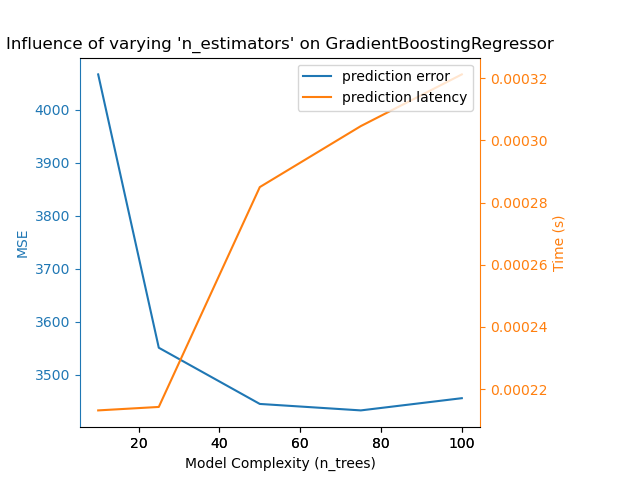 Influence of varying 'n_estimators' on GradientBoostingRegressor
prediction error
prediction latency
4000
3900
3800
3700
3600
3500
MSE
0.00032
0.00030
0.00028
0.00026
0.00024
0.00022
Time (s)
20 40 60 80 100
Model Complexity (n_trees)